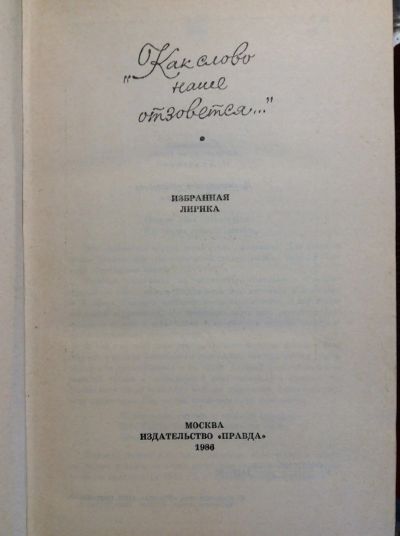 "Как слово
наше
отзовется..."
ИЗБРАННАЯ
ЛИРИКА
МОСКВА
ИЗДАТЕЛЬСТВО «ПРАВДА»
1986